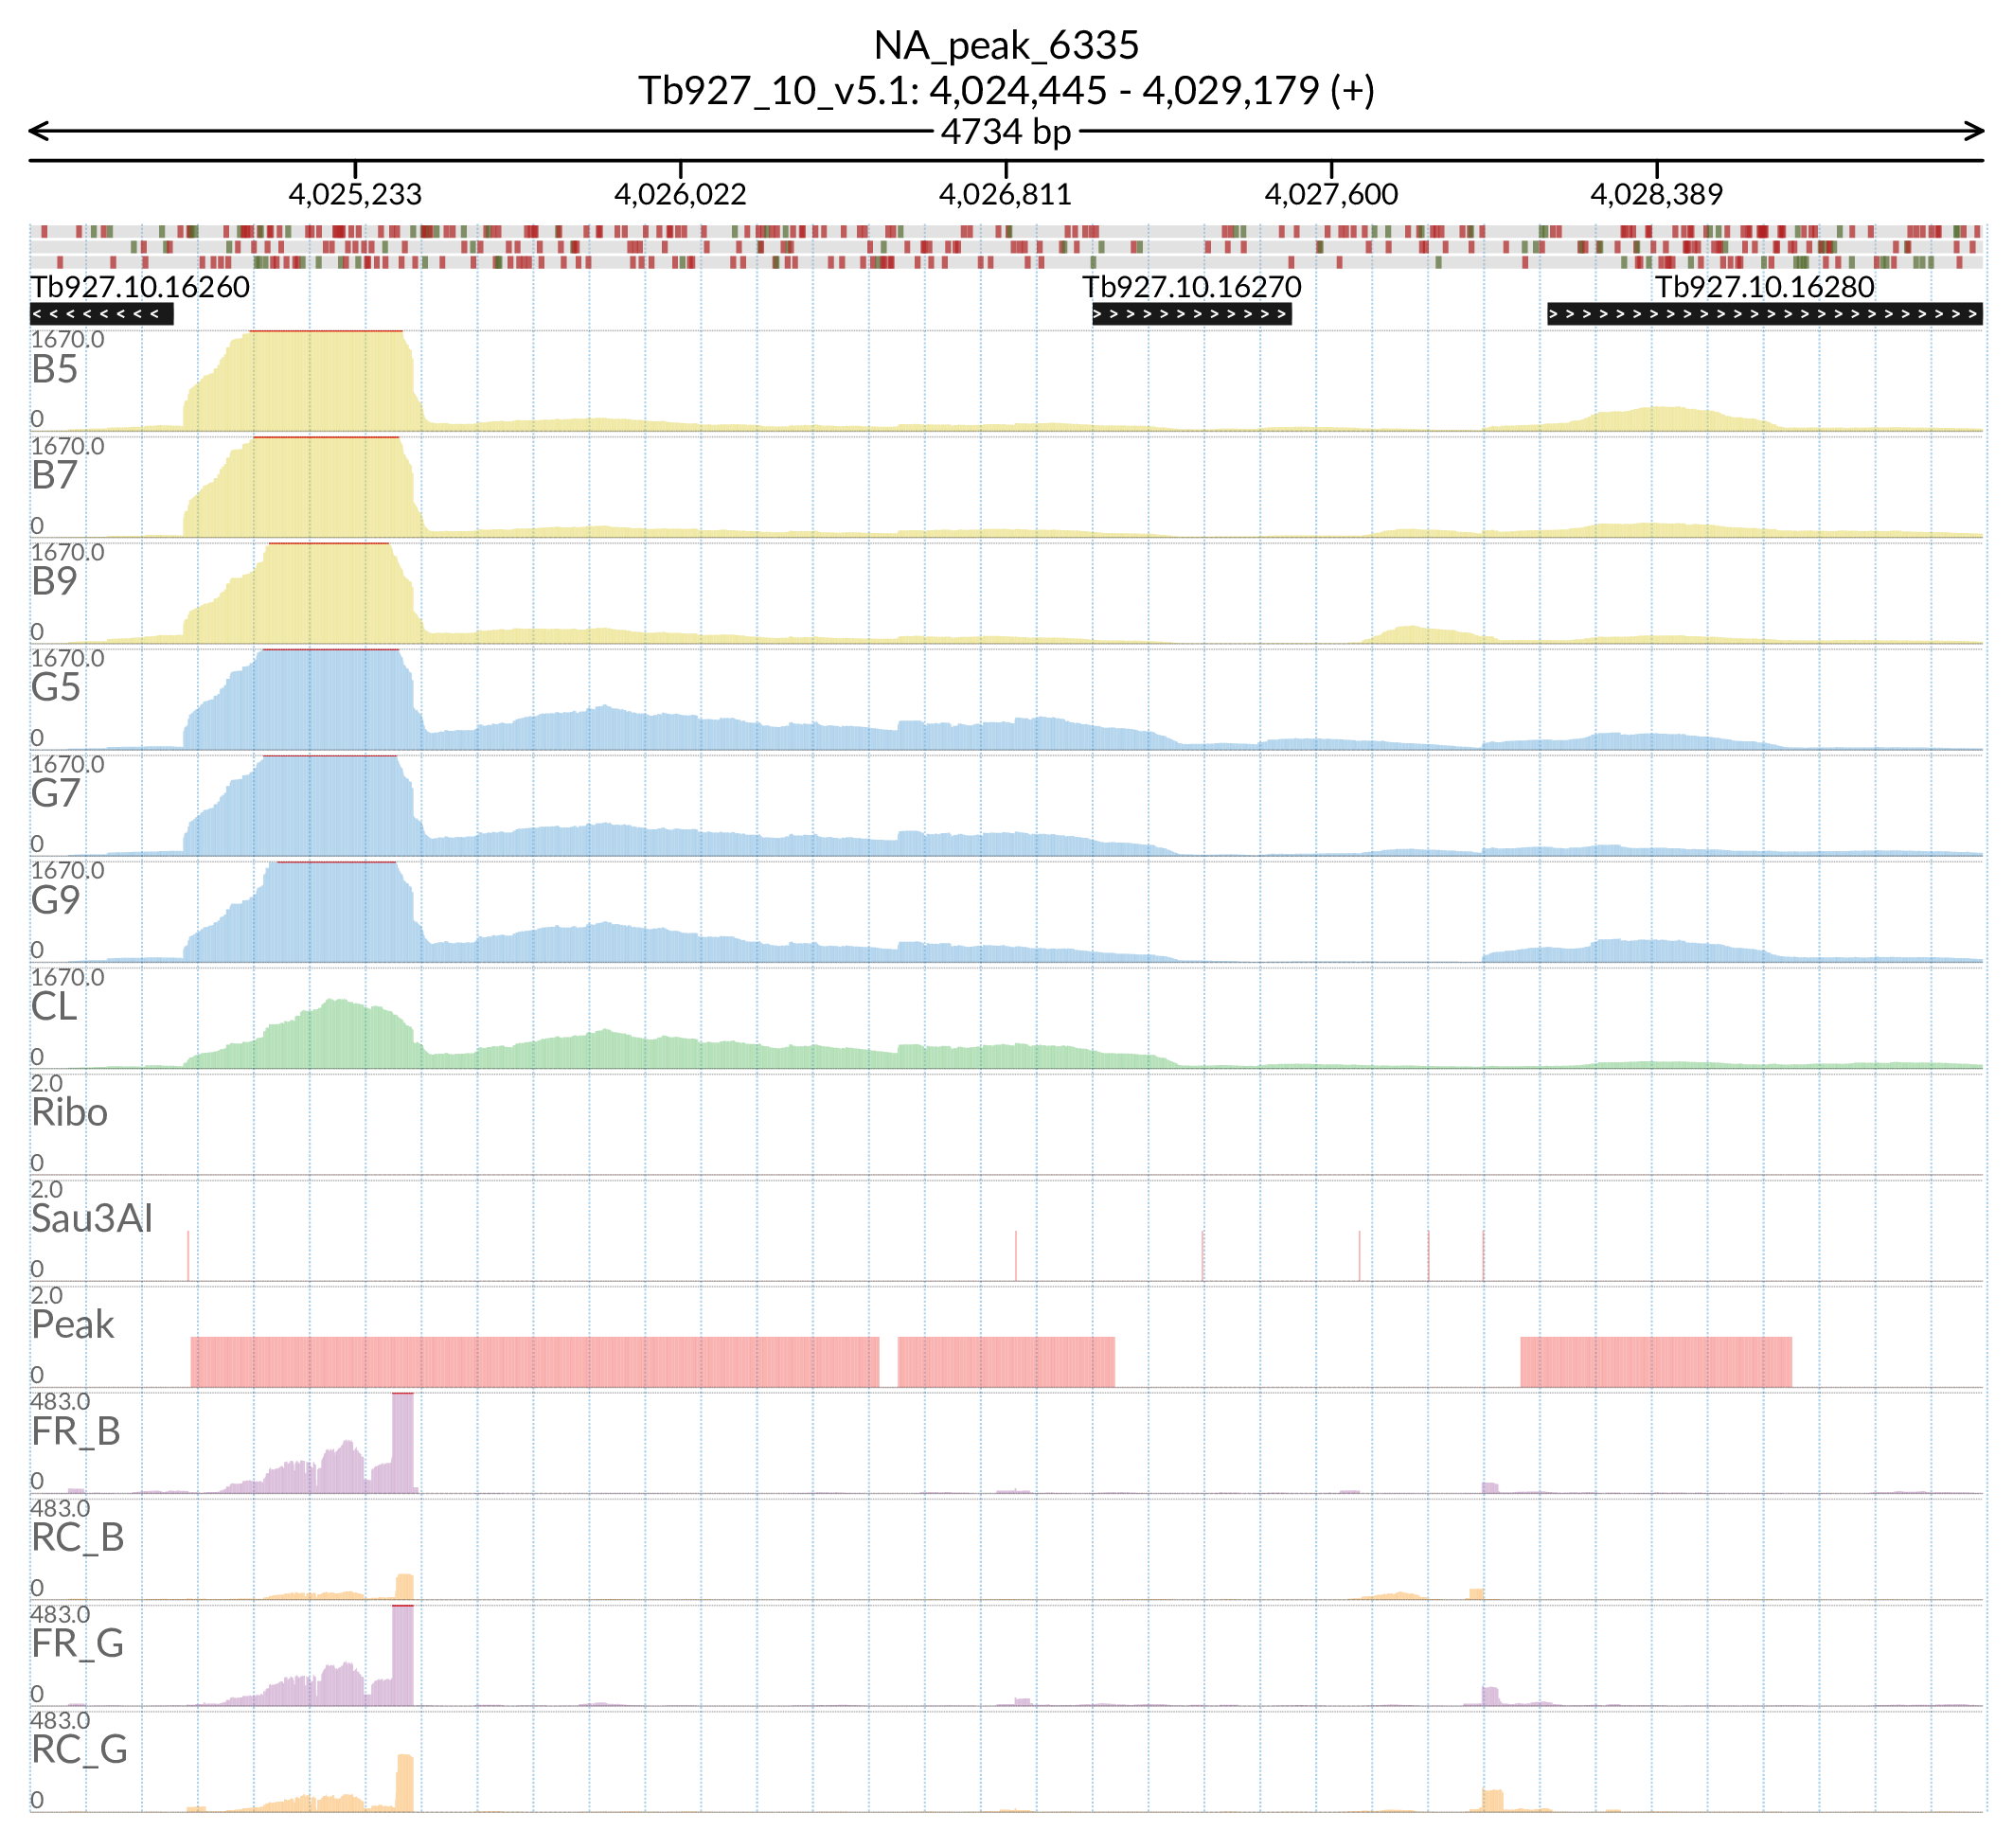 NA_peak_6335
Tb927_10_v5.1: 4,024,445 - 4,029,179 (+)
4734 bp
4,025,233 4,026,022 4,026,811 4,027,600 4,028,389
Tb927.10.16260 Tb927.10.16270 Tb927.10.16280
1670.0
B5
0
1670.0
B7
0
1670.0
B9
0
1670.0
G5
0
1670.0
G7
0
1670.0
G9
0
1670.0
CL
0
2.0
Ribo
0
2.0
Sau3AI
0
2.0
Peak
0
483.0
FR_B
0
483.0
RC_B
0
483.0
FR_G
0
483.0
RC_G
0